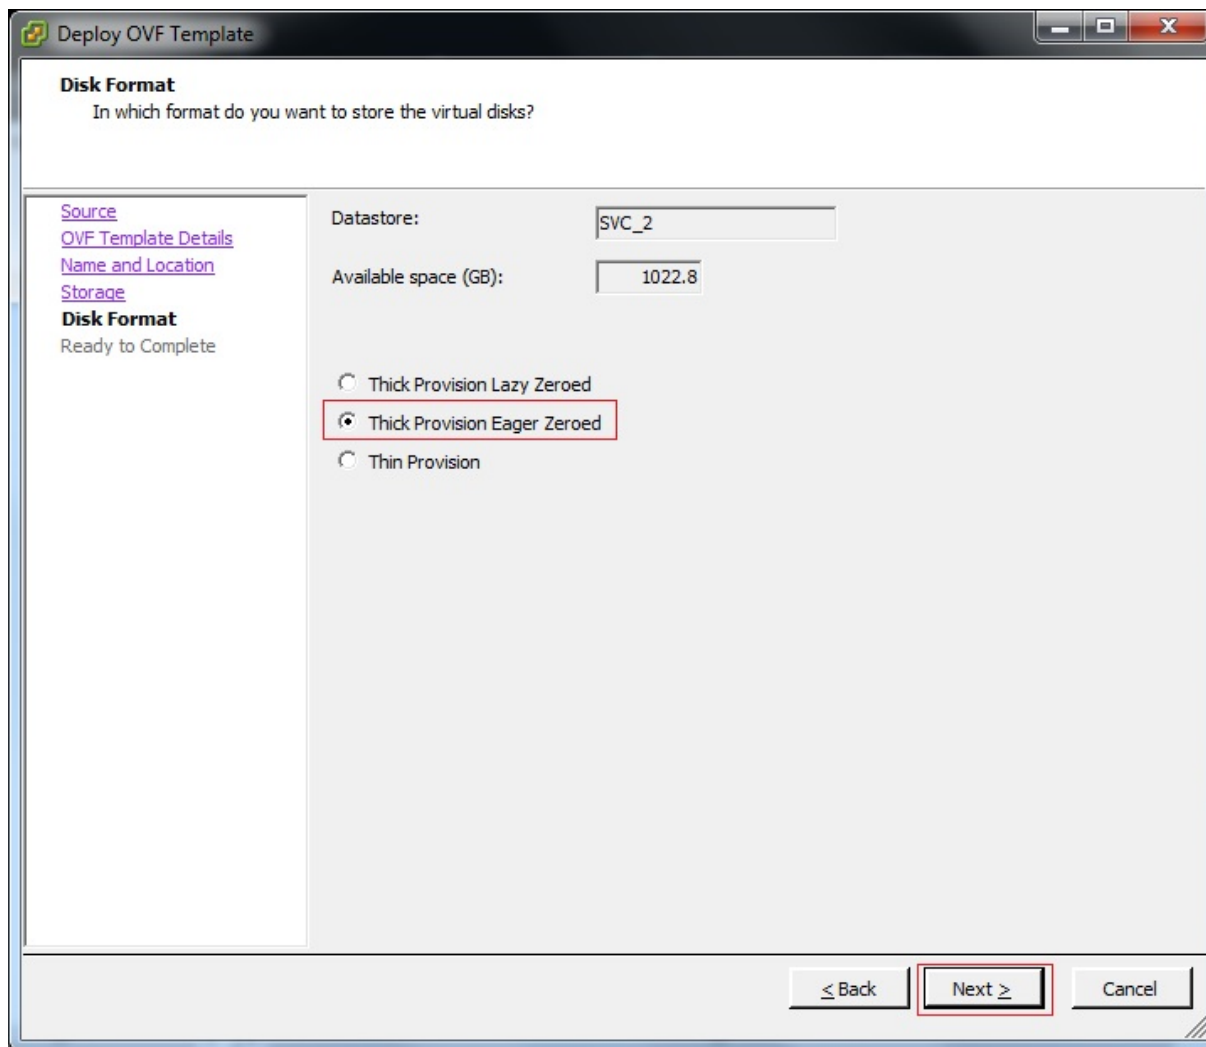 Deploy OVF Template
Disk Format
In which format do you want to store the virtual disks?
Source
OVF Template Details
Name and Location
Storage
Disk Format
Ready to Complete
Datastore: SVC_2
Available space (GB): 1022.8
Thick Provision Lazy Zeroed
Thick Provision Eager Zeroed
Thin Provision
< Back Next > Cancel